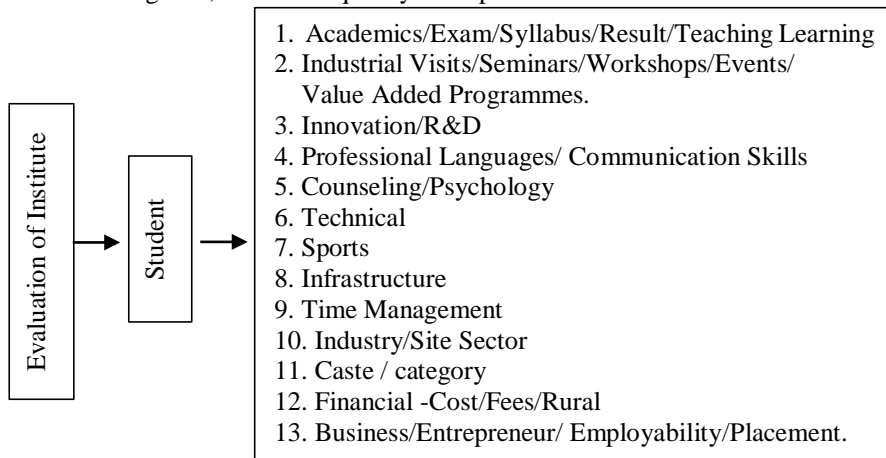 Evaluation of Institute
Student
1. Academics/Exam/Syllabus/Result/Teaching Learning
2. Industrial Visits/Seminars/Workshops/Events/
Value Added Programmes.
3. Innovation/R&D
4. Professional Languages/ Communication Skills
5. Counseling/Psychology
6. Technical
7. Sports
8. Infrastructure
9. Time Management
10. Industry/Site Sector
11. Caste / category
12. Financial -Cost/Fees/Rural
13. Business/Entrepreneur/ Employability/Placement.